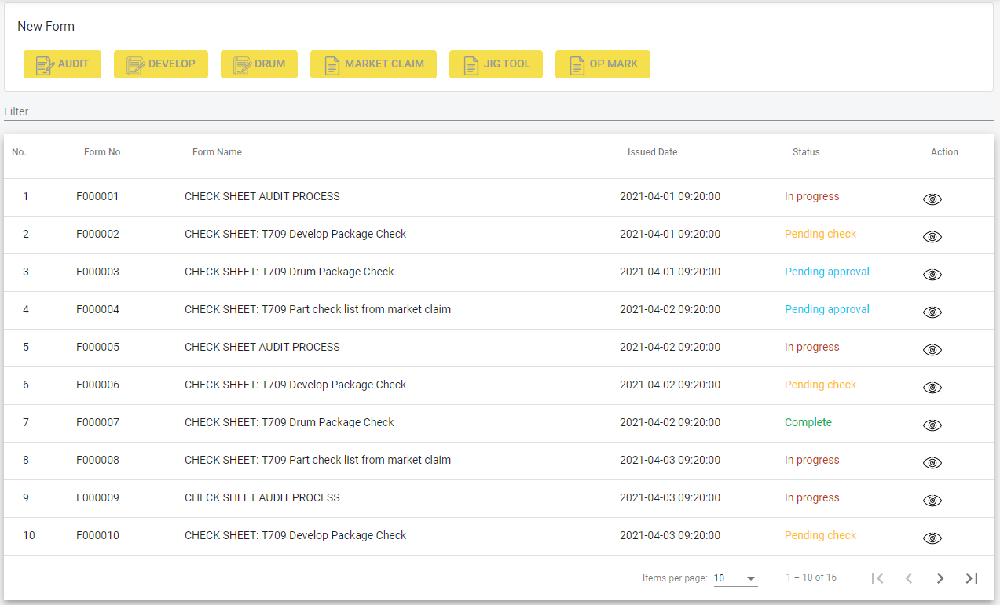 New Form
AUDIT DEVELOP DRUM MARKET CLAIM JIG TOOL OP MARK
Filter
No. Form No Form Name Issued Date Status Action
1 F000001 CHECK SHEET AUDIT PROCESS 2021-04-01 09:20:00 In progress
2 F000002 CHECK SHEET: T709 Develop Package Check 2021-04-01 09:20:00 Pending check
3 F000003 CHECK SHEET: T709 Drum Package Check 2021-04-01 09:20:00 Pending approval
4 F000004 CHECK SHEET: T709 Part check list from market claim 2021-04-02 09:20:00 Pending approval
5 F000005 CHECK SHEET AUDIT PROCESS 2021-04-02 09:20:00 In progress
6 F000006 CHECK SHEET: T709 Develop Package Check 2021-04-02 09:20:00 Pending check
7 F000007 CHECK SHEET: T709 Drum Package Check 2021-04-02 09:20:00 Complete
8 F000008 CHECK SHEET: T709 Part check list from market claim 2021-04-03 09:20:00 In progress
9 F000009 CHECK SHEET AUDIT PROCESS 2021-04-03 09:20:00 In progress
10 F000010 CHECK SHEET: T709 Develop Package Check 2021-04-03 09:20:00 Pending check
Items per page: 10 1 – 10 of 16